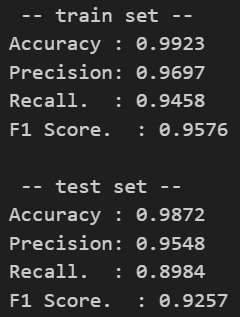 -- train set --
Accuracy : 0.9923
Precision: 0.9697
Recall.  : 0.9458
F1 Score.  : 0.9576

-- test set --
Accuracy : 0.9872
Precision: 0.9548
Recall.  : 0.8984
F1 Score.  : 0.9257